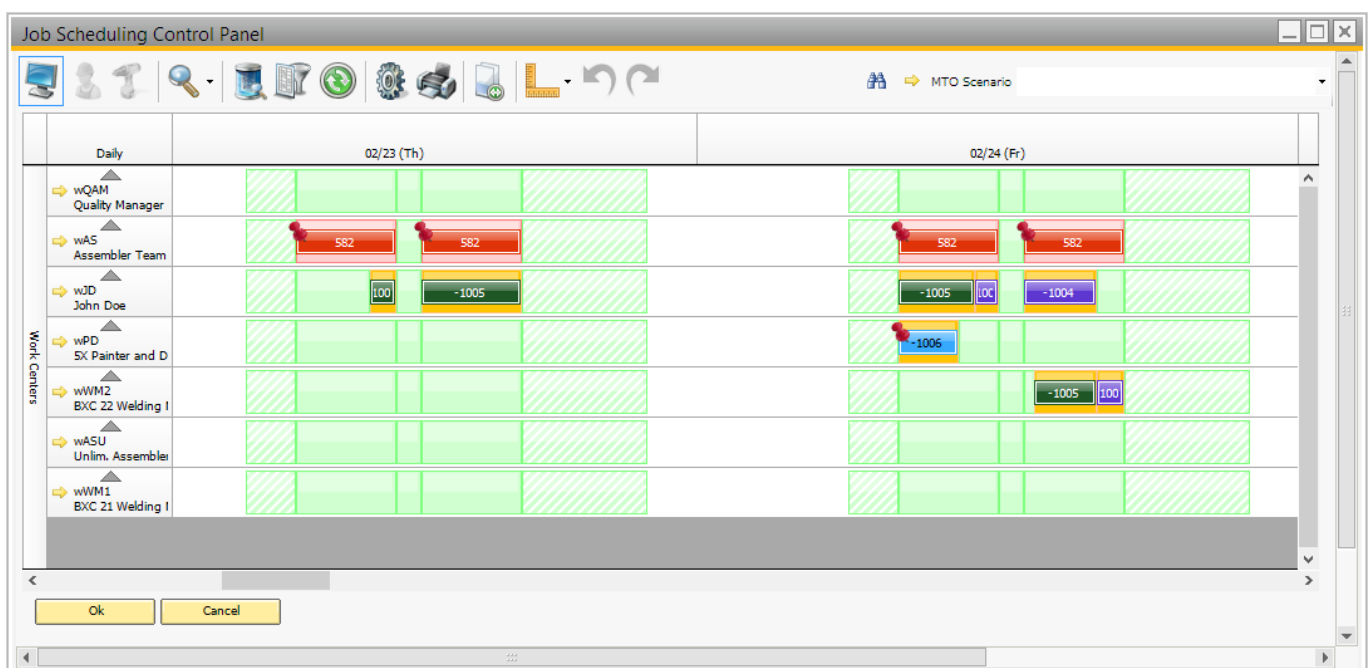 Job Scheduling Control Panel
MTO Scenario
Daily 02/23 (Th) 02/24 (Fr)
Work Centers
wQAM
Quality Manager
wAS
Assembler Team
582 582 582 582
wJD
John Doe
100 -1005 -1005 100 -1004
wPD
5X Painter and D
-1006
wWM2
BXC 22 Welding
-1005 100
wASU
Unlim. Assembler
wWM1
BXC 21 Welding
Ok Cancel